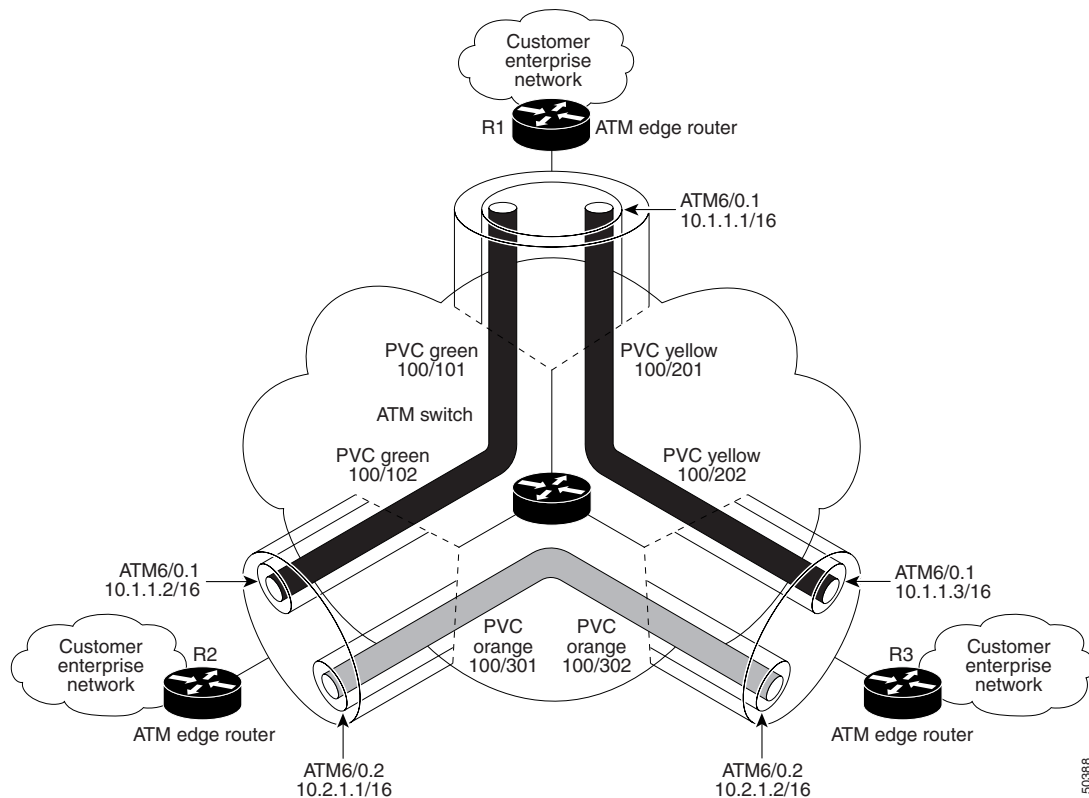 Customer
enterprise
network
R1
ATM edge router
ATM6/0.1
10.1.1.1/16
PVC green
100/101
PVC yellow
100/201
ATM switch
PVC green
100/102
PVC yellow
100/202
ATM6/0.1
10.1.1.2/16
ATM6/0.1
10.1.1.3/16
Customer
enterprise
network
R2
ATM edge router
PVC
orange
100/301
PVC
orange
100/302
R3
Customer
enterprise
network
ATM edge router
ATM6/0.2
10.2.1.1/16
ATM6/0.2
10.2.1.2/16
50388